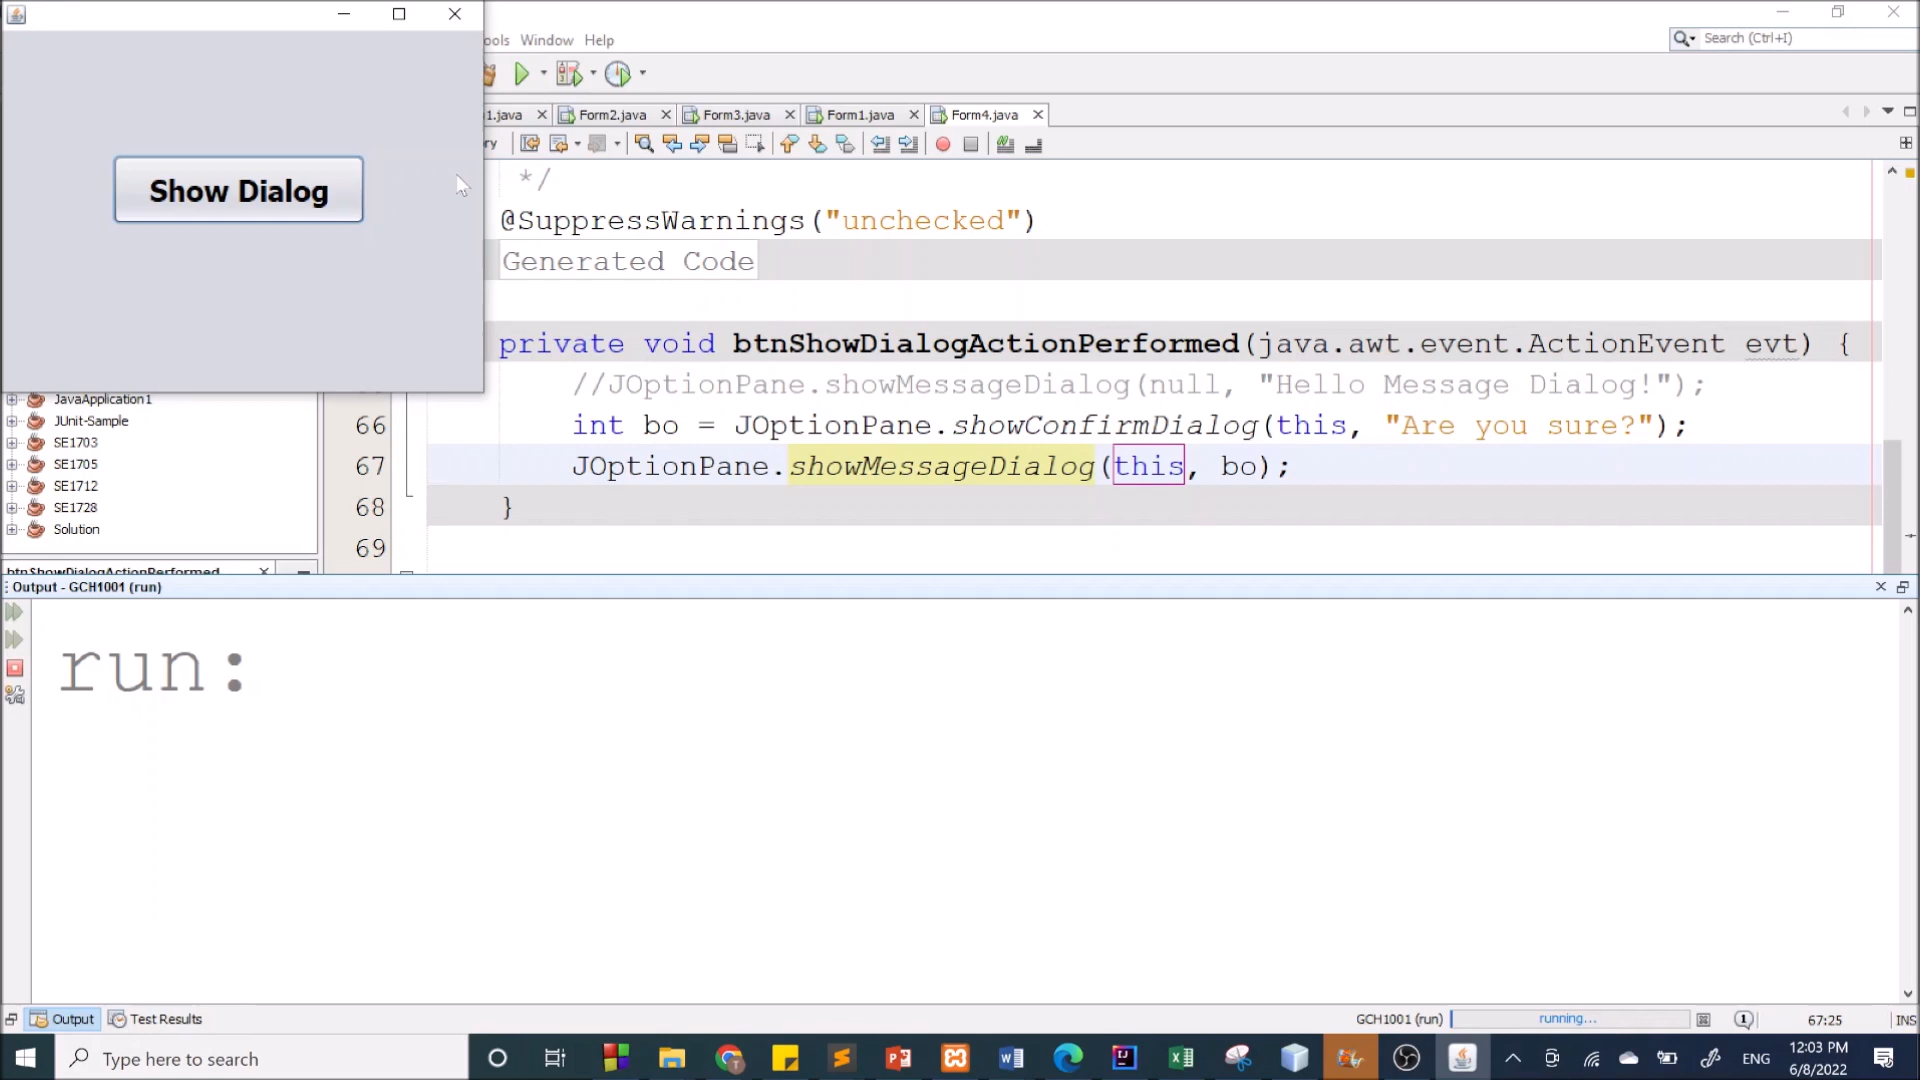 ools Window Help
Search (Ctrl+I)
1.java Form2.java Form3.java Form1.java Form4.java
ry
Show Dialog
*/
@SuppressWarnings("unchecked")
Generated Code
private void btnShowDialogActionPerformed(java.awt.event.ActionEvent evt) {
//JOptionPane.showMessageDialog(null, "Hello Message Dialog!");
66 int bo = JOptionPane.showConfirmDialog(this, "Are you sure?");
67 JOptionPane.showMessageDialog(this, bo);
68 }
69
JavaApplication1
JUnit-Sample
SE1703
SE1705
SE1712
SE1728
Solution
btnShowDialogActionPerformed
Output - GCH1001 (run)
run:
Output Test Results
GCH1001 (run) running... 1 67:25 INS
Type here to search
ENG
12:03 PM
6/8/2022